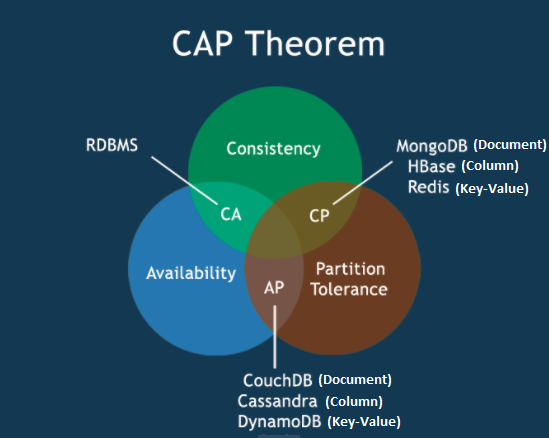 CAP Theorem
RDBMS
Consistency
MongoDB (Document)
HBase (Column)
Redis (Key-Value)
CA
CP
Availability
Partition
Tolerance
AP
CouchDB (Document)
Cassandra (Column)
DynamoDB (Key-Value)